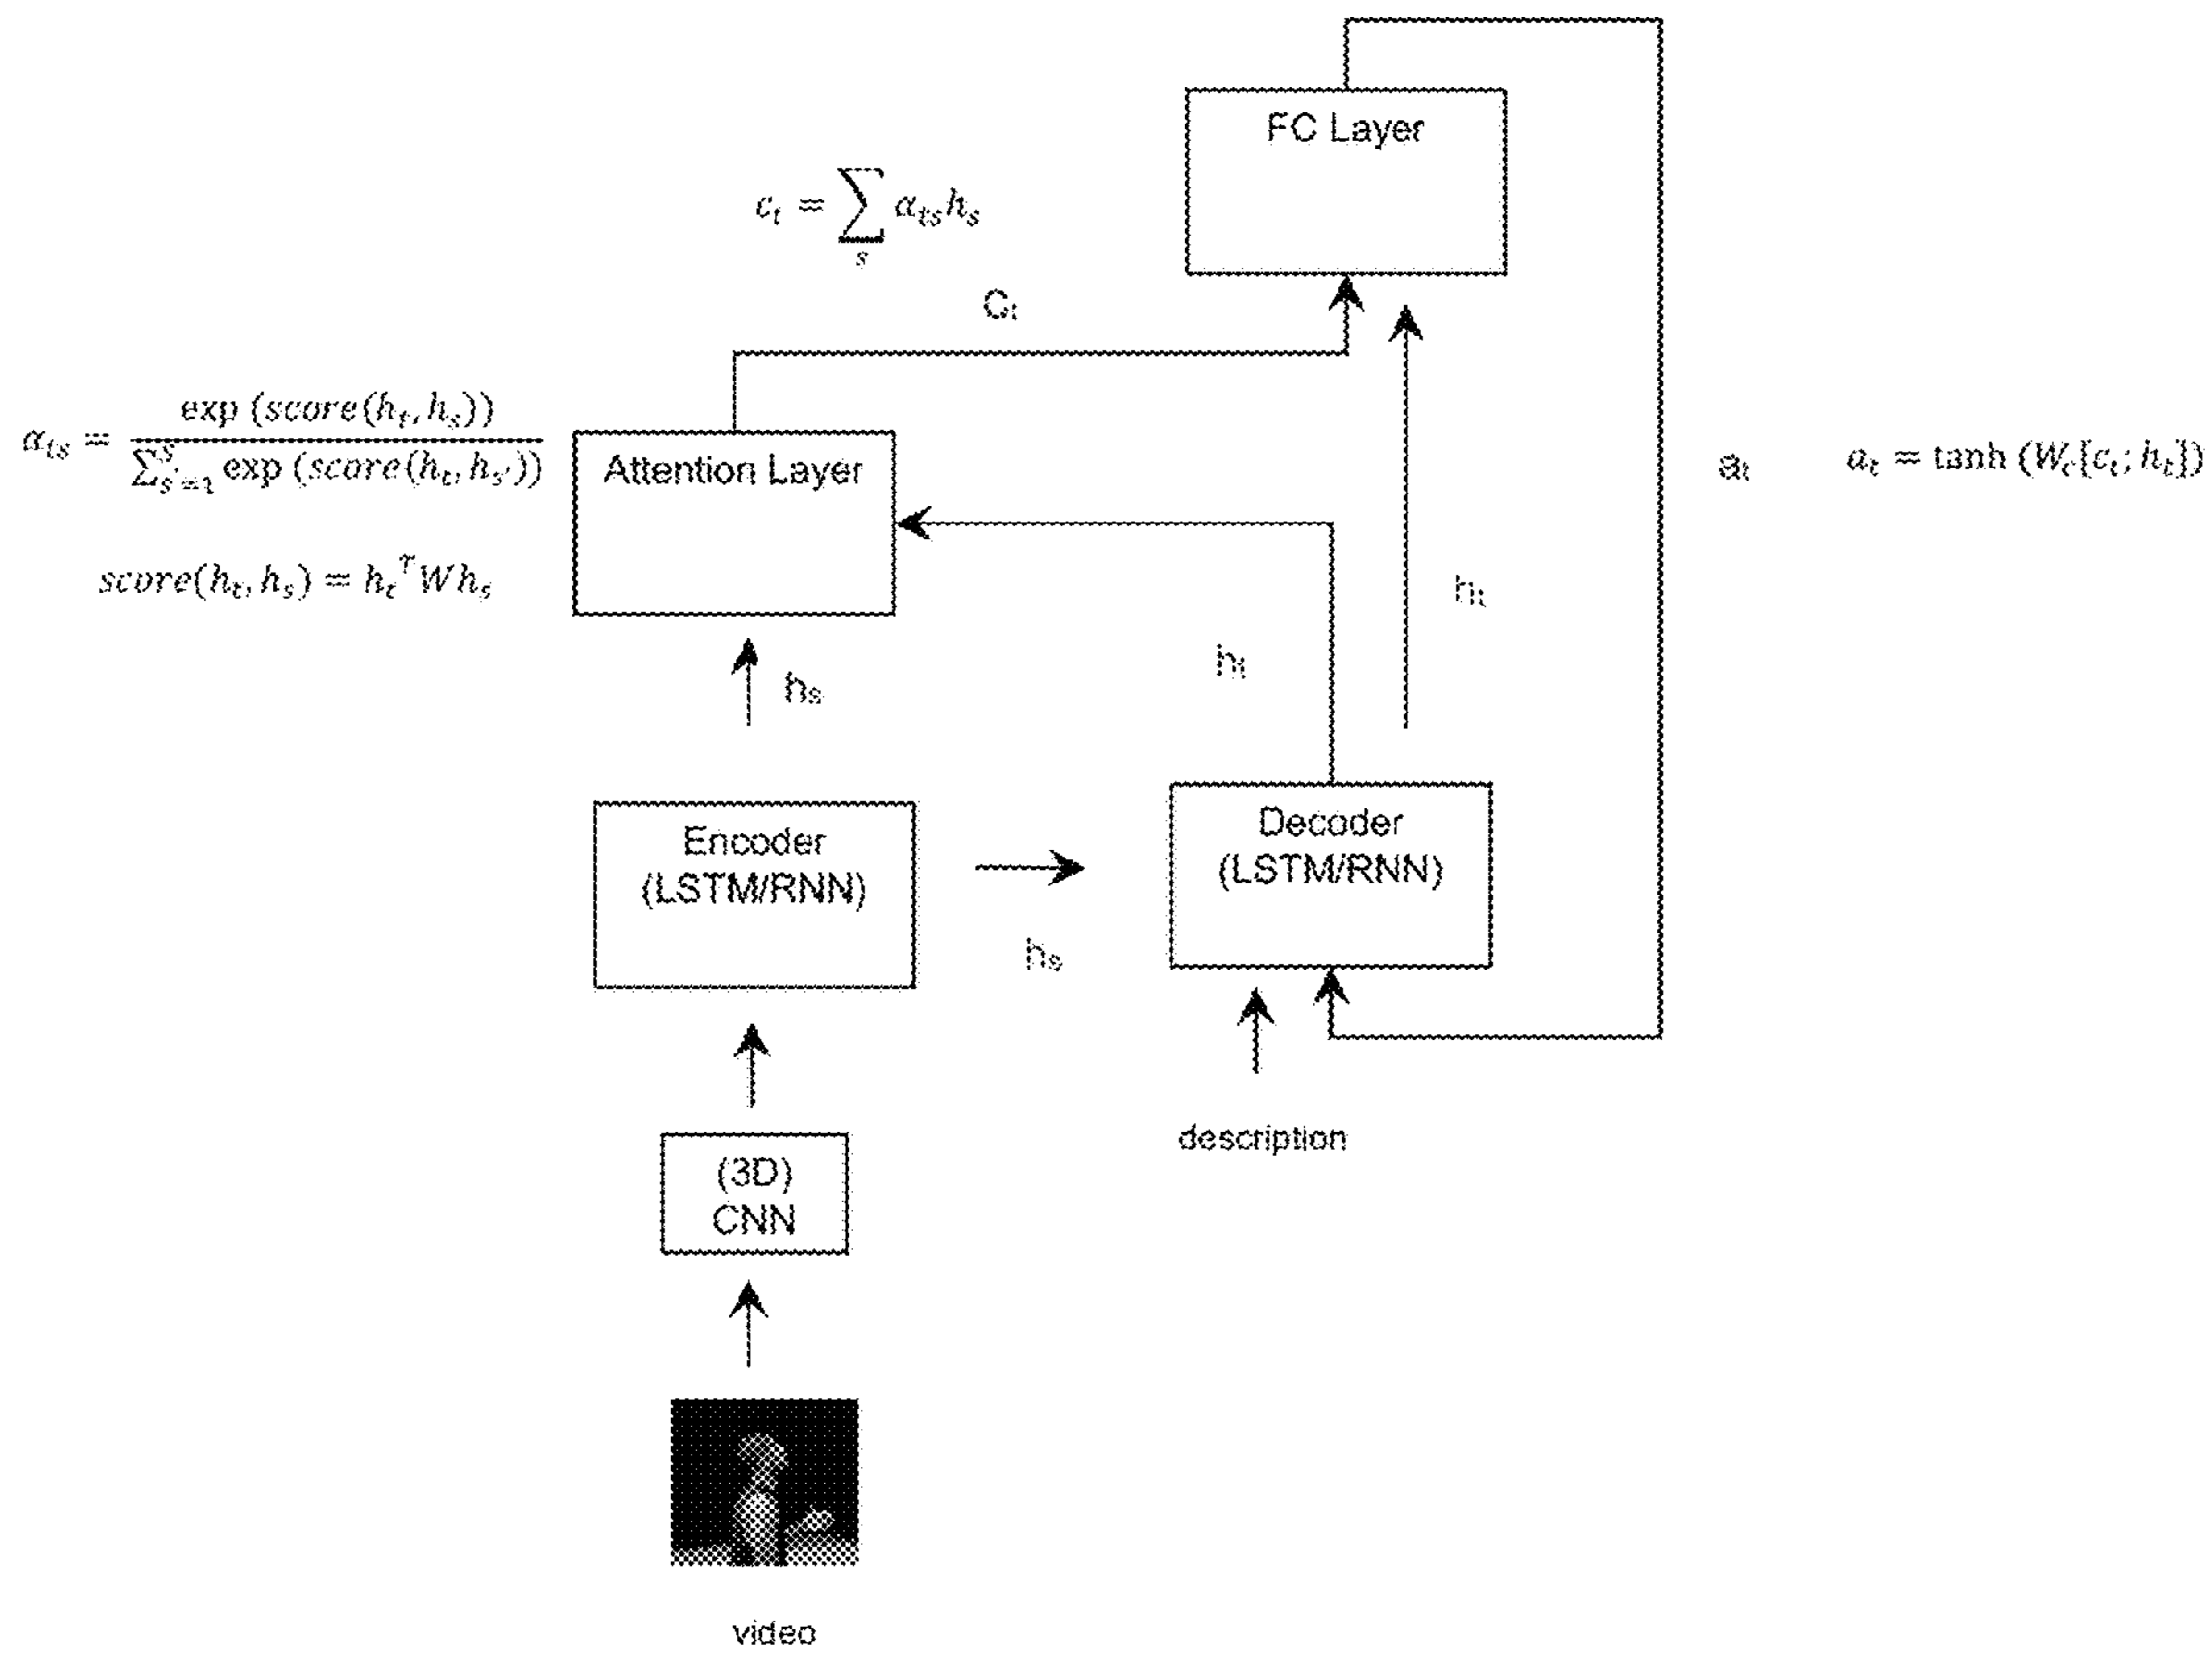 FC Layer
c_t = ∑_s α_ts h_s
C_t
α_ts = exp (score(h_t, h_s)) / ∑_{s'=1}^{S} exp (score(h_t, h_s'))
Attention Layer
a_t
a_t = tanh (W_c[c_t; h_t])
score(h_t, h_s) = h_t^T W h_s
h_t
h_t
h_s
Encoder
(LSTM/RNN)
Decoder
(LSTM/RNN)
h_s
description
(3D)
CNN
video